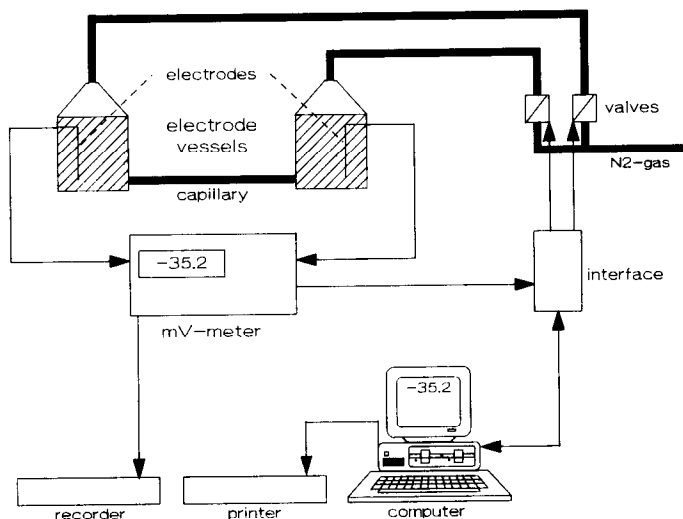 electrodes
valves
electrode
vessels
N2-gas
capillary
-35.2
interface
mV-meter
-35.2
recorder
printer
computer